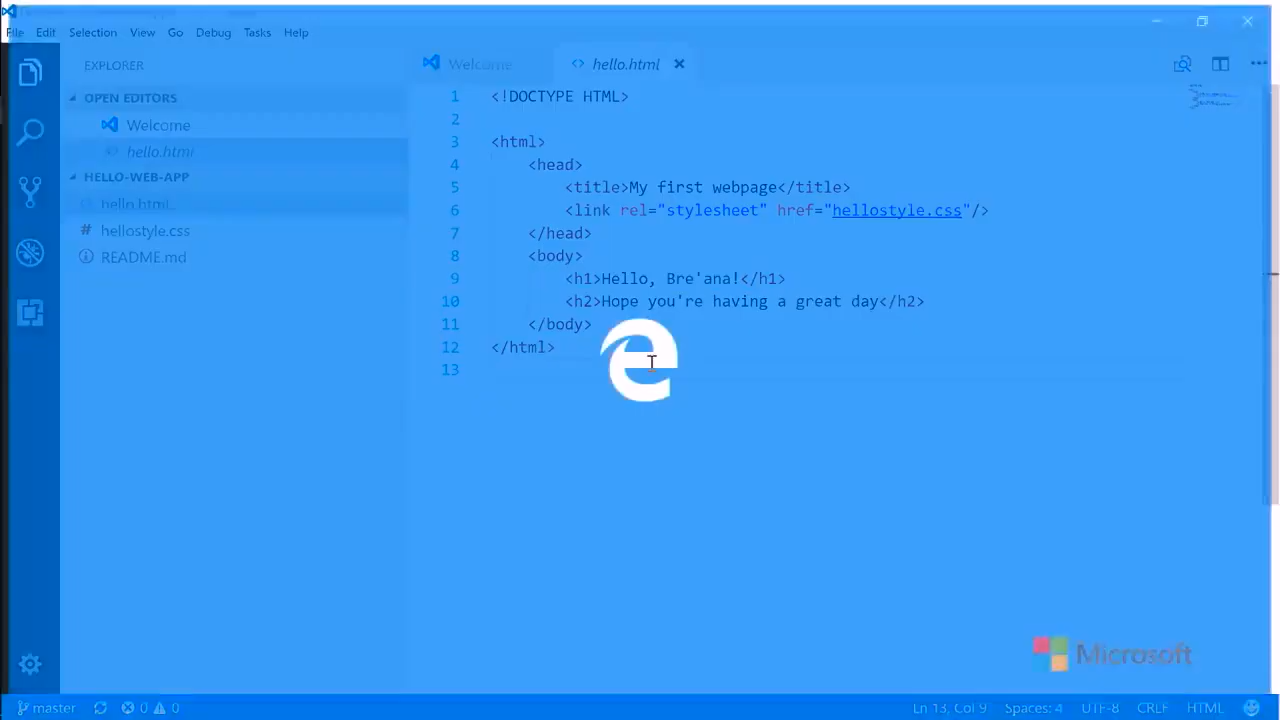 File Edit Selection View Go Debug Tasks Help
EXPLORER
OPEN EDITORS
Welcome
hello.html
HELLO-WEB-APP
hello.html
# hellostyle.css
README.md
Welcome
<> hello.html
1 <!DOCTYPE HTML>
2
3 <html>
4 <head>
5 <title>My first webpage</title>
6 <link rel="stylesheet" href="hellostyle.css"/>
7 </head>
8 <body>
9 <h1>Hello, Bre'ana!</h1>
10 <h2>Hope you're having a great day</h2>
11 </body>
12 </html>
13
Microsoft
master 0 0 Ln 13, Col 9 Spaces: 4 UTF-8 CRLF HTML